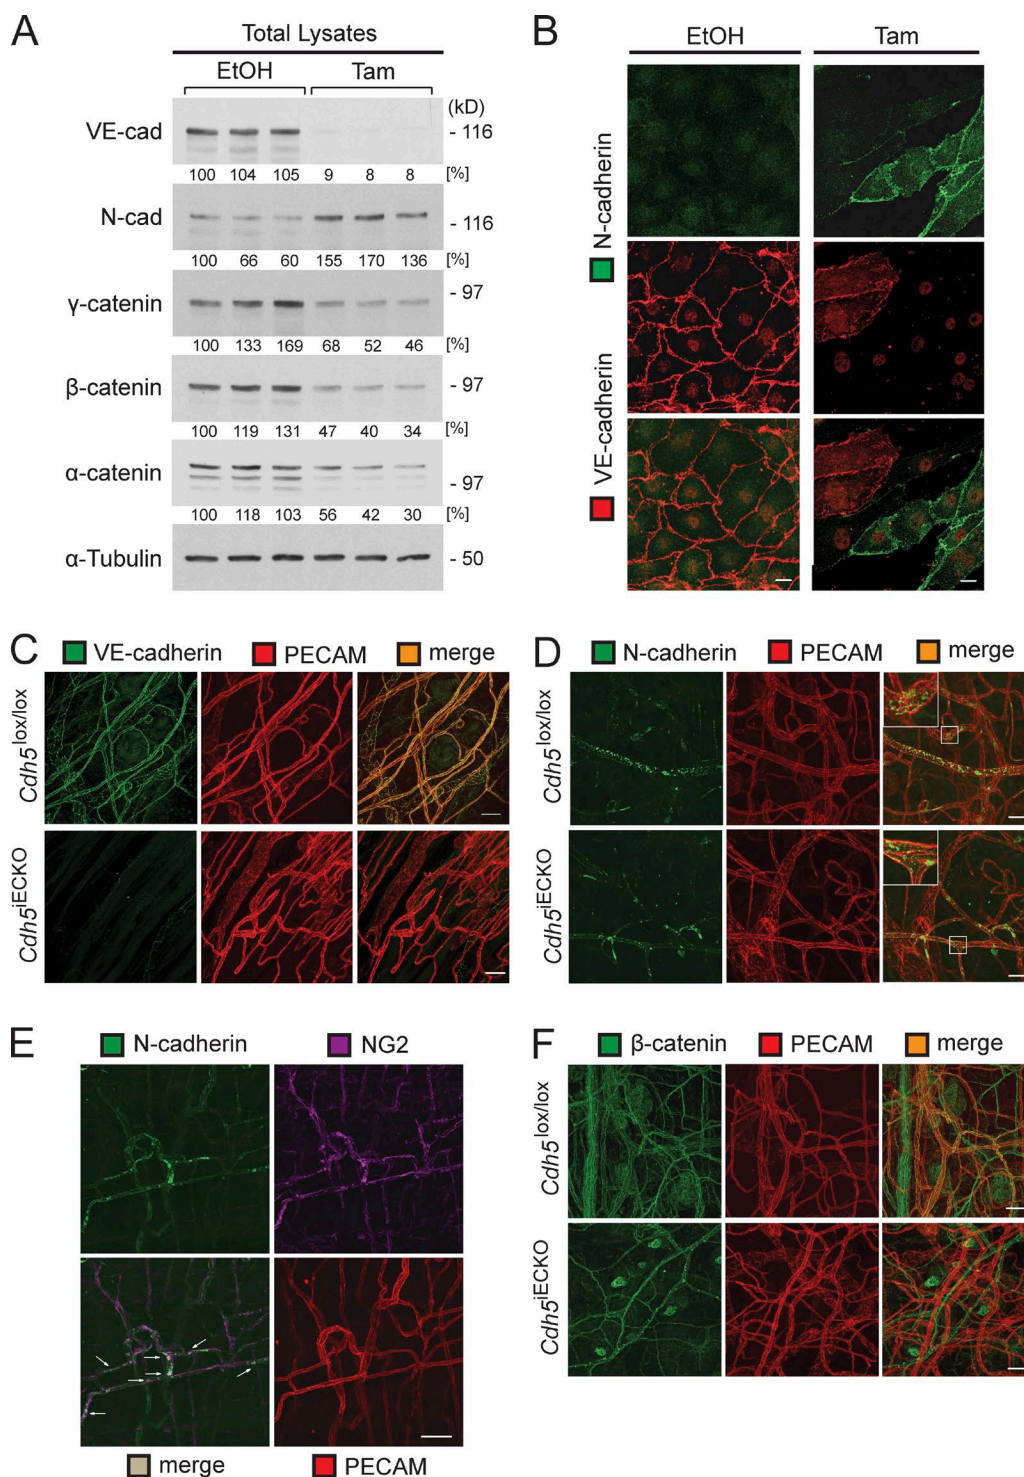 A
Total Lysates
EtOH Tam
(kD)
VE-cad - 116
100 104 105 9 8 8 [%]
N-cad - 116
100 66 60 155 170 136 [%]
γ-catenin - 97
100 133 169 68 52 46 [%]
β-catenin - 97
100 119 131 47 40 34 [%]
α-catenin - 97
100 118 103 56 42 30 [%]
α-Tubulin - 50
B
EtOH Tam
N-cadherin
VE-cadherin
C
VE-cadherin PECAM merge
Cdh5lox/lox
Cdh5iECKO
D
N-cadherin PECAM merge
Cdh5lox/lox
Cdh5iECKO
E
N-cadherin NG2
merge PECAM
F
β-catenin PECAM merge
Cdh5lox/lox
Cdh5iECKO